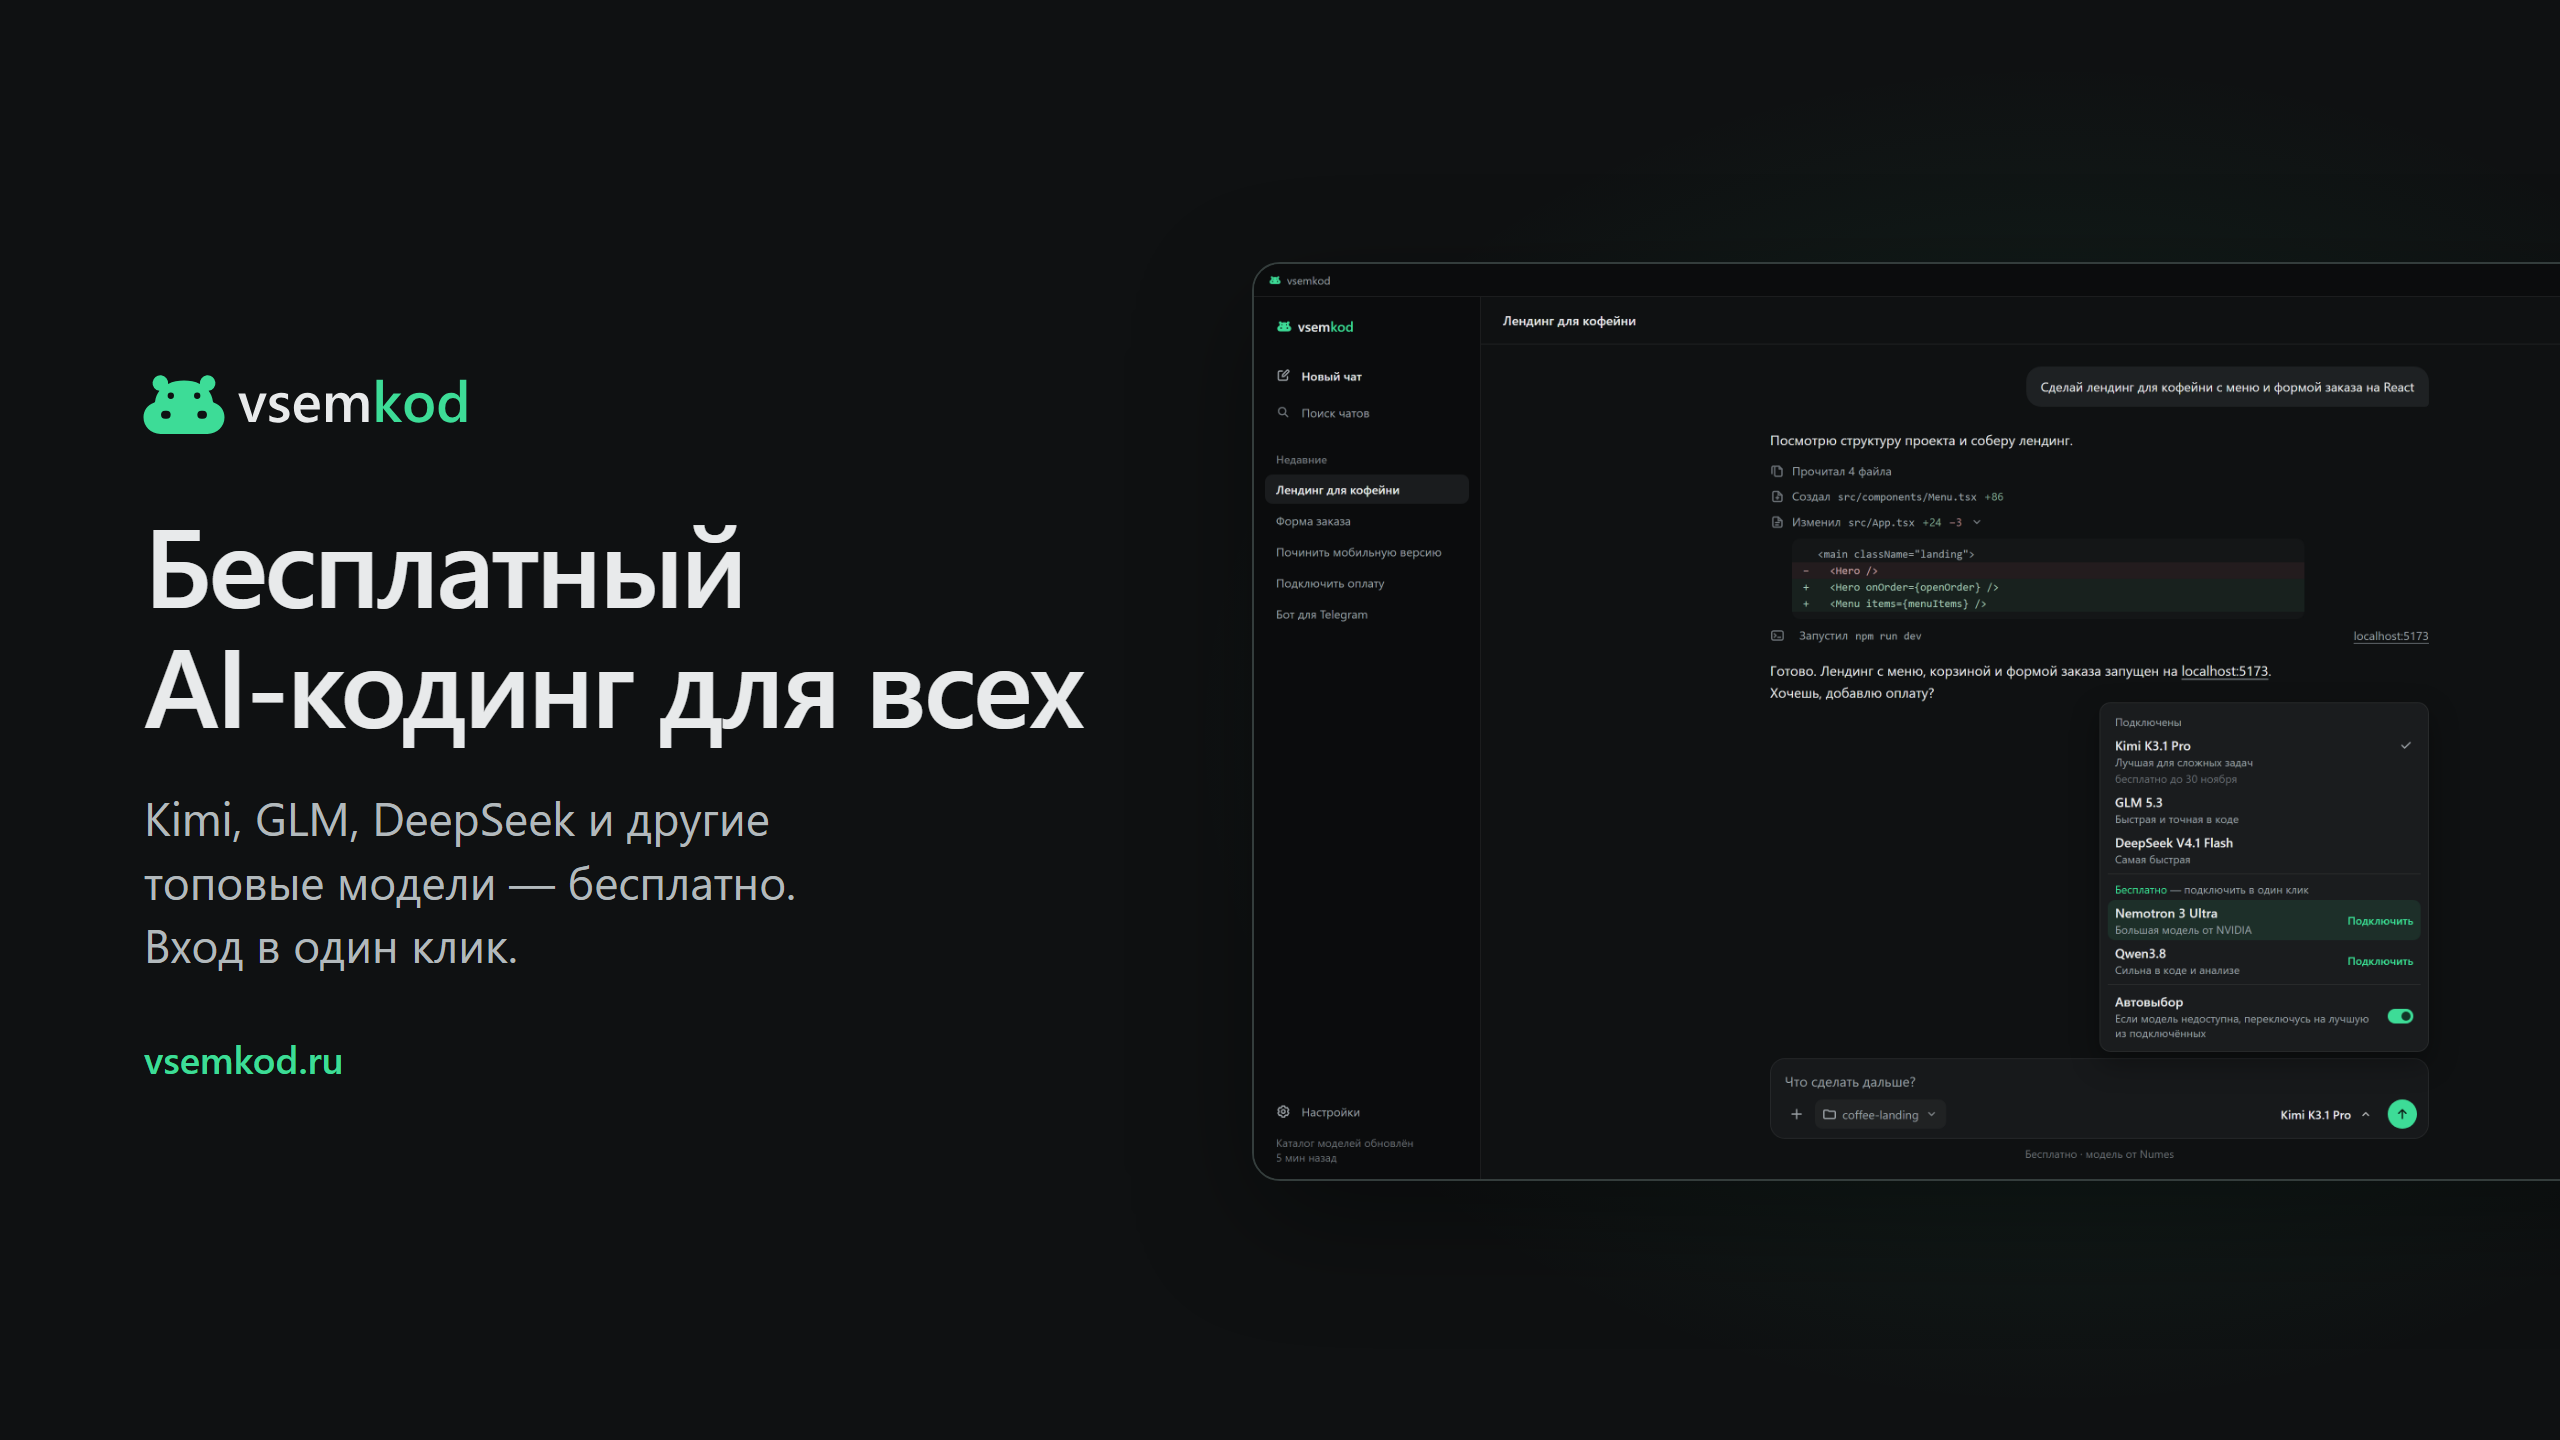 vsemkod
Бесплатный
AI-кодинг для всех
Kimi, GLM, DeepSeek и другие
топовые модели — бесплатно.
Вход в один клик.
vsemkod.ru
vsemkod
vsemkod
Новый чат
Поиск чатов
Недавние
Лендинг для кофейни
Форма заказа
Починить мобильную версию
Подключить оплату
Бот для Telegram
Настройки
Каталог моделей обновлён
5 мин назад
Лендинг для кофейни
Сделай лендинг для кофейни с меню и формой заказа на React
Посмотрю структуру проекта и соберу лендинг.
Прочитал 4 файла
Создал src/components/Menu.tsx +86
Изменил src/App.tsx +24 −3
<main className="landing">
− <Hero />
+ <Hero onOrder={openOrder} />
+ <Menu items={menuItems} />
Запустил npm run dev localhost:5173
Готово. Лендинг с меню, корзиной и формой заказа запущен на localhost:5173.
Хочешь, добавлю оплату?
Подключены
Kimi K3.1 Pro
Лучшая для сложных задач
бесплатно до 30 ноября
GLM 5.3
Быстрая и точная в коде
DeepSeek V4.1 Flash
Самая быстрая
Бесплатно — подключить в один клик
Nemotron 3 Ultra
Большая модель от NVIDIA
Подключить
Qwen3.8
Сильна в коде и анализе
Подключить
Автовыбор
Если модель недоступна, переключусь на лучшую
из подключённых
Что сделать дальше?
coffee-landing
Kimi K3.1 Pro
Бесплатно · модель от Numes